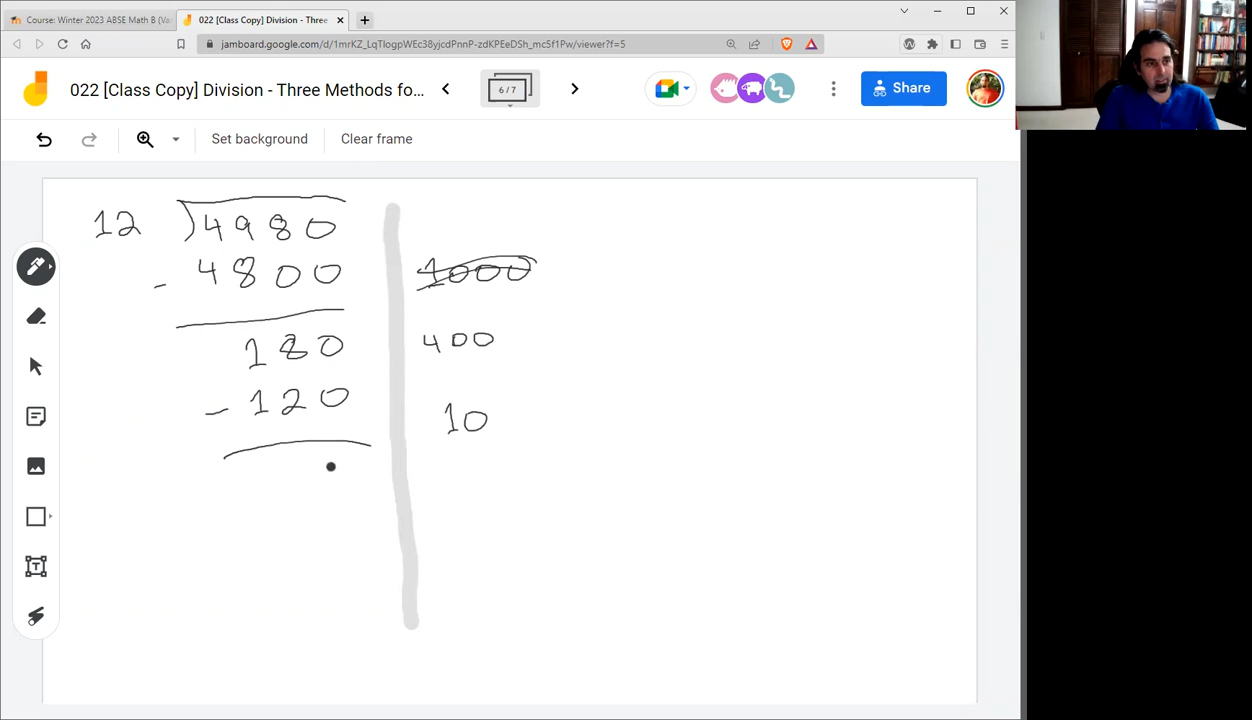 Course: Winter 2023 ABSE Math B (Va
022 [Class Copy] Division - Three
jamboard.google.com/d/1mrKZ_LqTlogpWEc38yjcdPnnP-zdKPEeDSh_mc5f1Pw/viewer?f=5
022 [Class Copy] Division - Three Methods fo...
6 / 7
Share
Set background
Clear frame
12 )4980
- 4800 1000
180 400
- 120 10